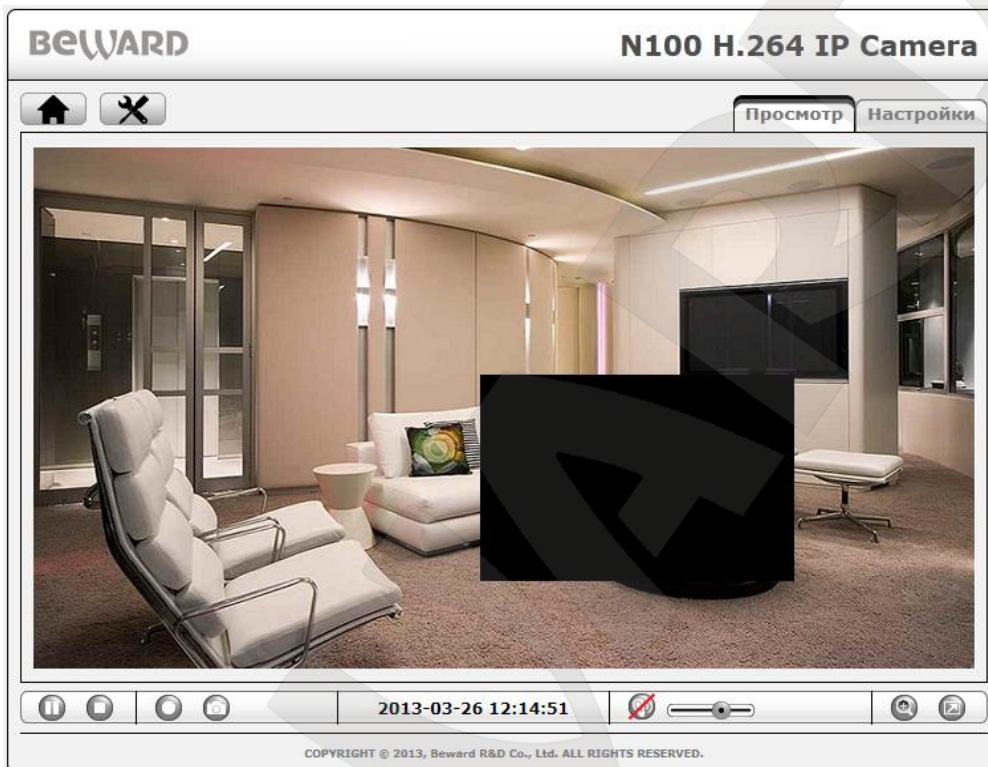 BEWARD
N100 H.264 IP Camera
Просмотр
Настройки
2013-03-26 12:14:51
COPYRIGHT © 2013, Beward R&D Co., Ltd. ALL RIGHTS RESERVED.